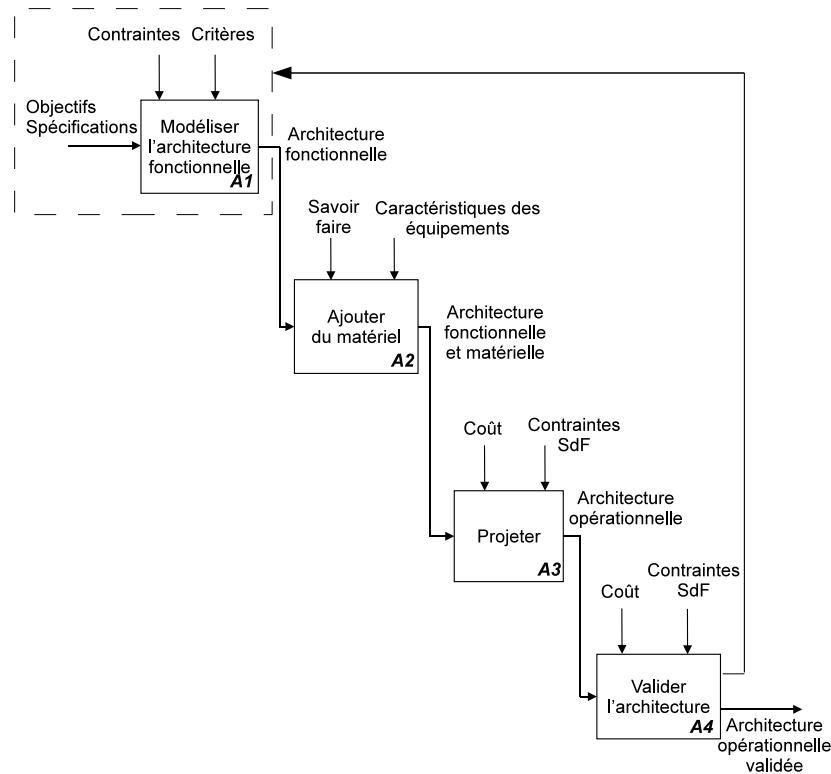 Contraintes Critères
Objectifs
Spécifications
Modéliser
l'architecture
fonctionnelle
A1
Architecture
fonctionnelle
Savoir
faire
Caractéristiques des
équipements
Ajouter
du matériel
A2
Architecture
fonctionnelle
et matérielle
Coût
Contraintes
SdF
Projeter
A3
Architecture
opérationnelle
Coût
Contraintes
SdF
Valider
l'architecture
A4
Architecture
opérationnelle
validée